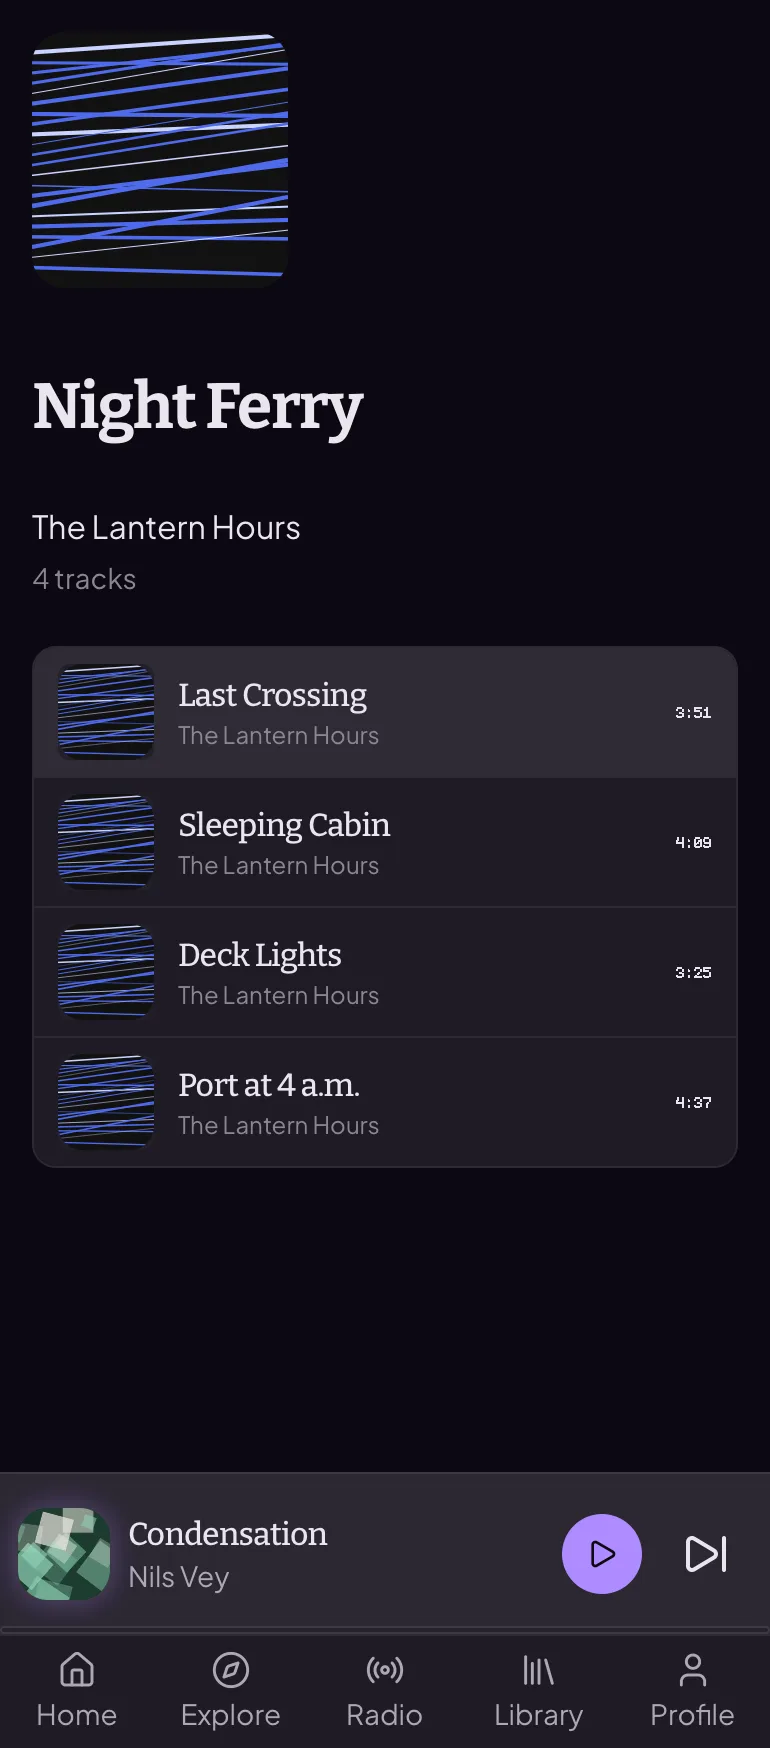 Night Ferry
The Lantern Hours
4 tracks
Last Crossing
The Lantern Hours
3:51
Sleeping Cabin
The Lantern Hours
4:09
Deck Lights
The Lantern Hours
3:25
Port at 4 a.m.
The Lantern Hours
4:37
Condensation
Nils Vey
Home
Explore
Radio
Library
Profile